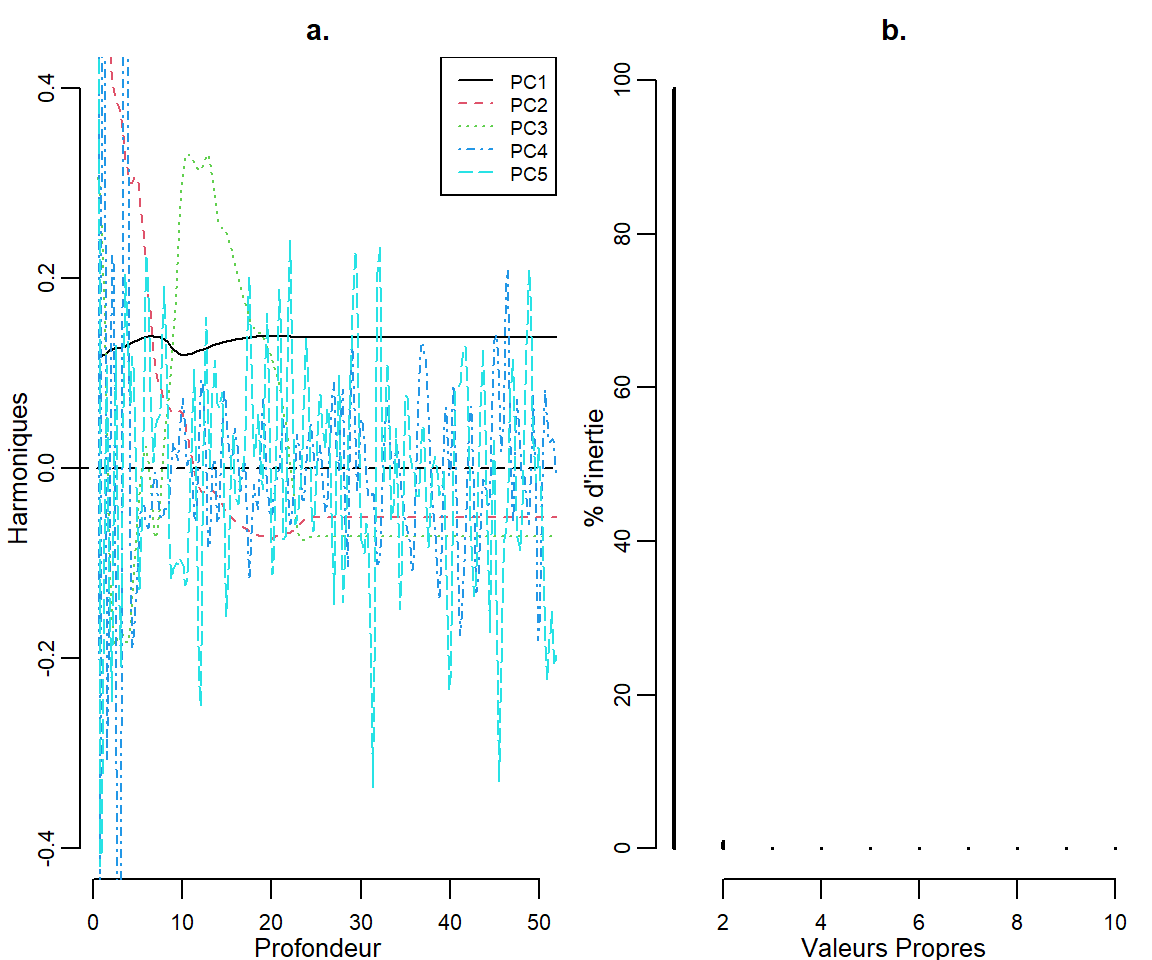 a.
Harmoniques
0.4
0.2
0.0
-0.2
-0.4
PC1
PC2
PC3
PC4
PC5
0 10 20 30 40 50
Profondeur
b.
% d'inertie
100
80
60
40
20
0
2 4 6 8 10
Valeurs Propres